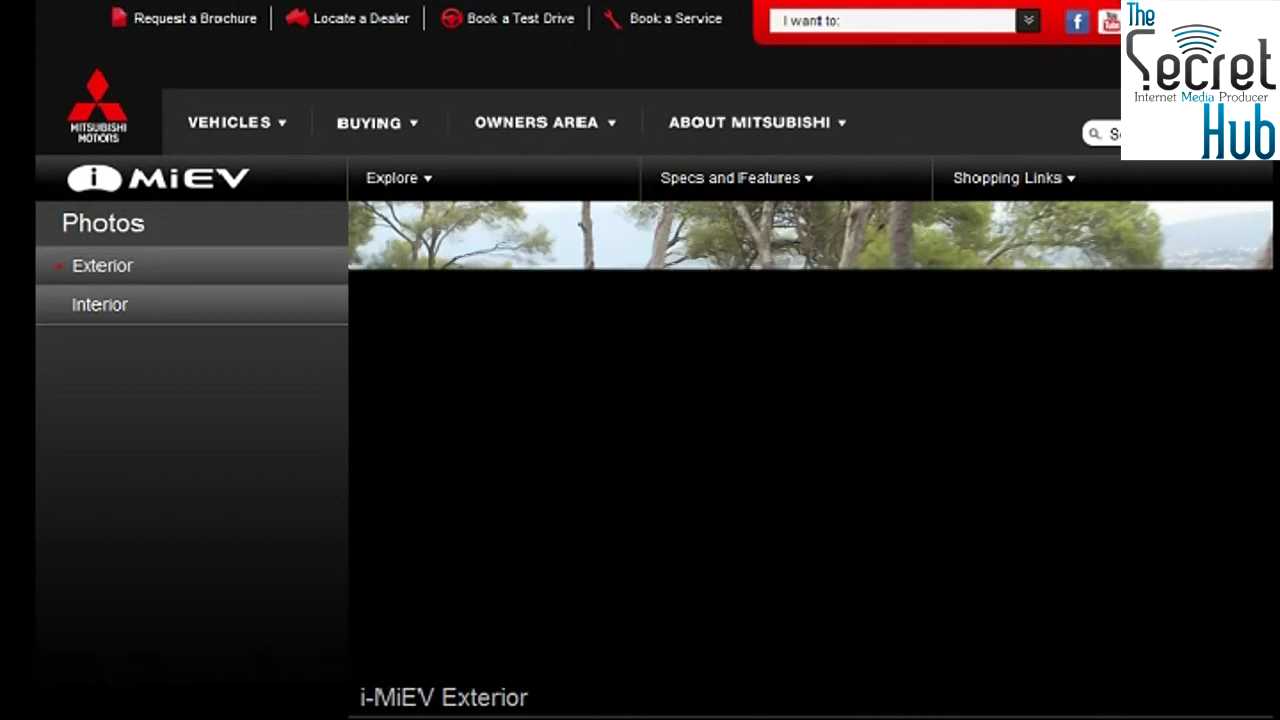 Request a Brochure
Locate a Dealer
Book a Test Drive
Book a Service
I want to:
f
You
The
Secret
Internet Media Producer
Hub
MITSUBISHI
MOTORS
VEHICLES
BUYING
OWNERS AREA
ABOUT MITSUBISHI
i MiEV
Explore
Specs and Features
Shopping Links
Photos
Exterior
Interior
i-MiEV Exterior